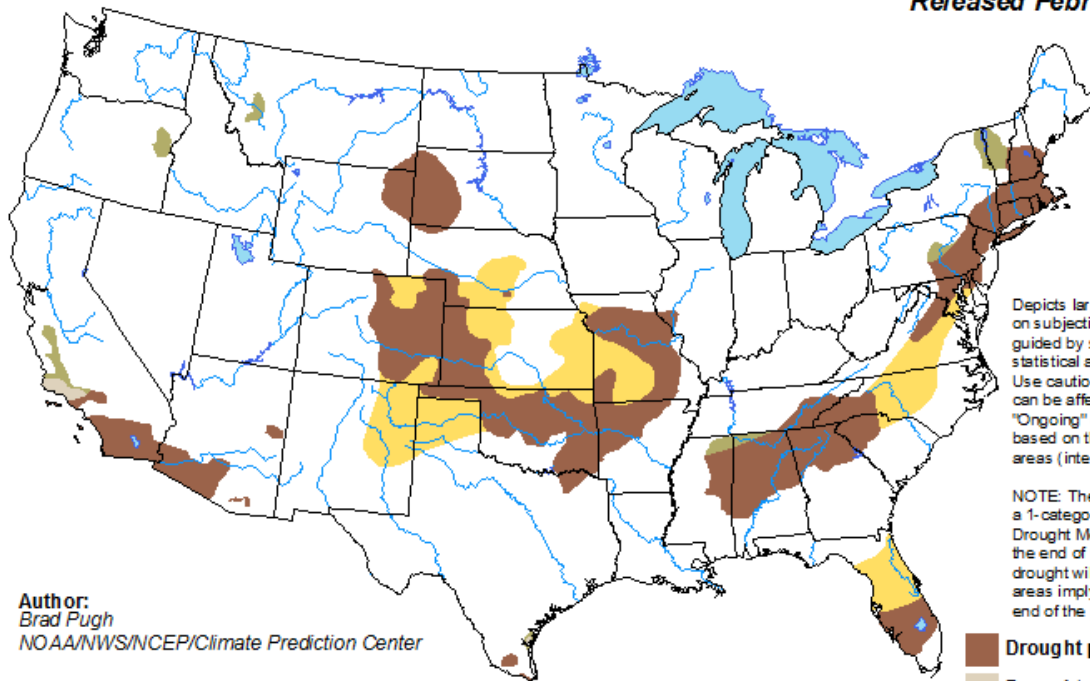 Released Febr
Depicts lar
on subjecti
guided by s
statistical a
Use cautio
can be affe
"Ongoing"
based on th
areas (inte
NOTE: The
a 1-catego
Drought Mo
the end of
drought wi
areas imply
end of the
Author:
Brad Pugh
NOAA/NWS/NCEP/Climate Prediction Center
Drought p